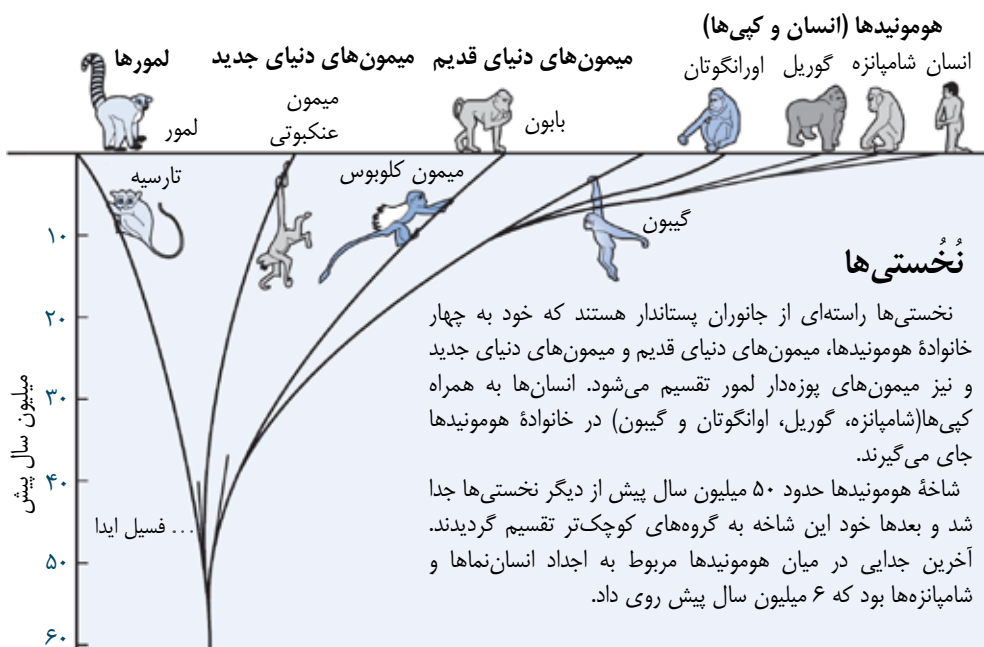 هومونیدها (انسان و کپی‌ها)
لمورها
میمون‌های دنیای جدید
میمون‌های دنیای قدیم
اورانگوتان
گوریل
شامپانزه
انسان
لمور
میمون
عنکبوتی
بابون
تارسیه
میمون کلوبوس
گیبون
۱۰
۲۰
۳۰
۴۰
۵۰
۶۰
میلیون سال پیش
... فسیل ایدا
نُخُستی‌ها
نخستی‌ها راسته‌ای از جانوران پستاندار هستند که خود به چهار
خانوادهٔ هومونیدها، میمون‌های دنیای قدیم و میمون‌های دنیای جدید
و نیز میمون‌های پوزه‌دار لمور تقسیم می‌شود. انسان‌ها به همراه
کپی‌ها(شامپانزه، گوریل، اوانگوتان و گیبون) در خانوادهٔ هومونیدها
جای می‌گیرند.
شاخهٔ هومونیدها حدود ۵۰ میلیون سال پیش از دیگر نخستی‌ها جدا
شد و بعدها خود این شاخه به گروه‌های کوچک‌تر تقسیم گردیدند.
آخرین جدایی در میان هومونیدها مربوط به اجداد انسان‌نماها و
شامپانزه‌ها بود که ۶ میلیون سال پیش روی داد.